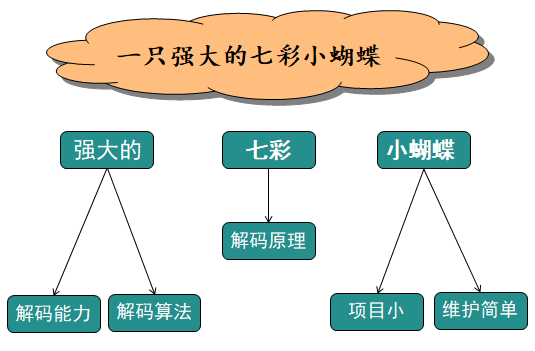 一只强大的七彩小蝴蝶
强大的
七彩
小蝴蝶
解码原理
解码能力
解码算法
项目小
维护简单